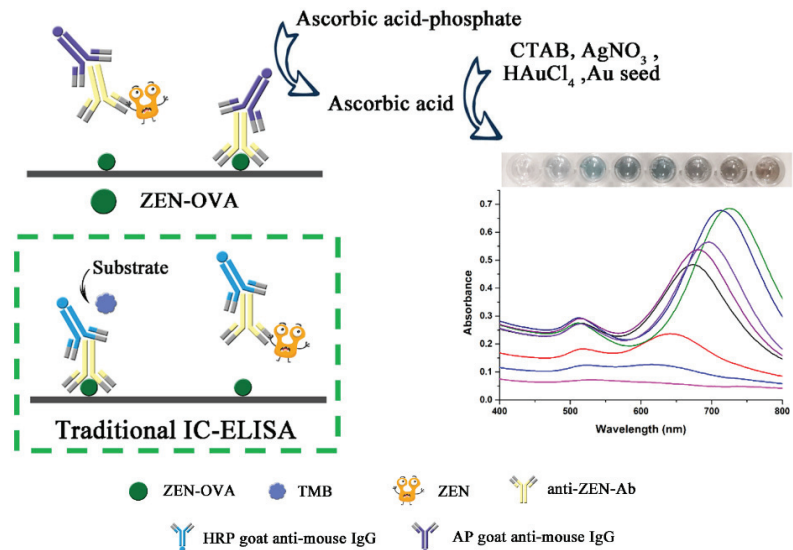 Ascorbic acid-phosphate
CTAB, AgNO3 ,
HAuCl4 ,Au seed
Ascorbic acid
ZEN-OVA
Substrate
Traditional IC-ELISA
Absorbance
0.7
0.6
0.5
0.4
0.3
0.2
0.1
0.0
400 500 600 700 800
Wavelength (nm)
ZEN-OVA TMB ZEN anti-ZEN-Ab
HRP goat anti-mouse IgG AP goat anti-mouse IgG